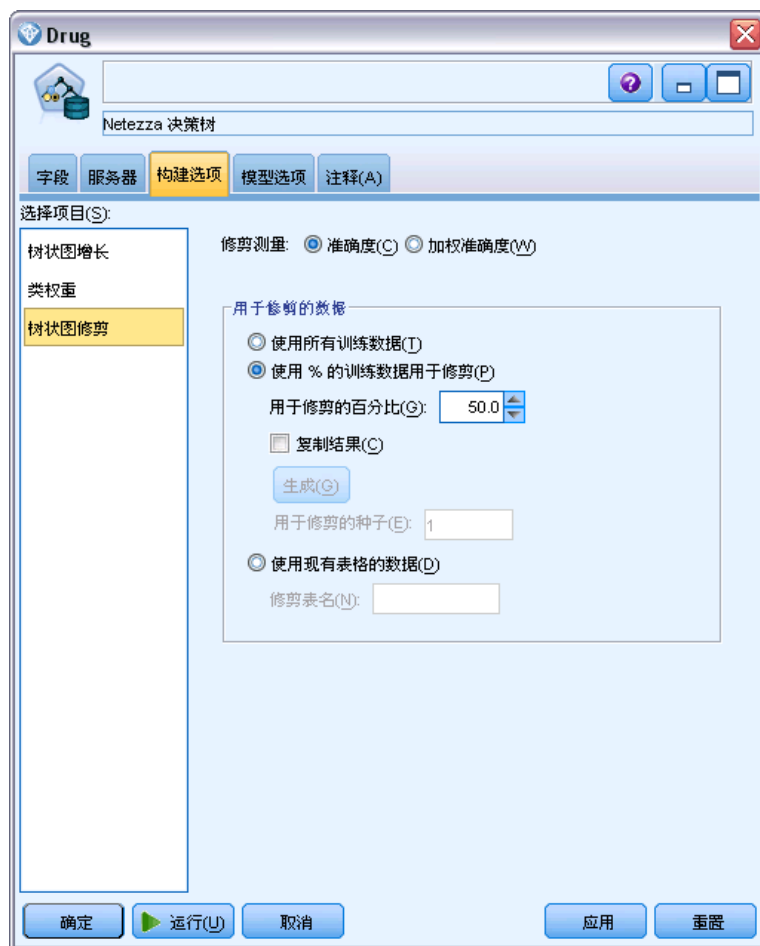 Drug
Netezza 决策树
字段 服务器 构建选项 模型选项 注释(A)
选择项目(S):
树状图增长
类权重
树状图修剪
修剪测量: 准确度(C) 加权准确度(W)
用于修剪的数据
使用所有训练数据(T)
使用 % 的训练数据用于修剪(P)
用于修剪的百分比(G): 50.0
复制结果(C)
生成(G)
用于修剪的种子(E): 1
使用现有表格的数据(D)
修剪表名(N):
确定 运行(U) 取消 应用 重置